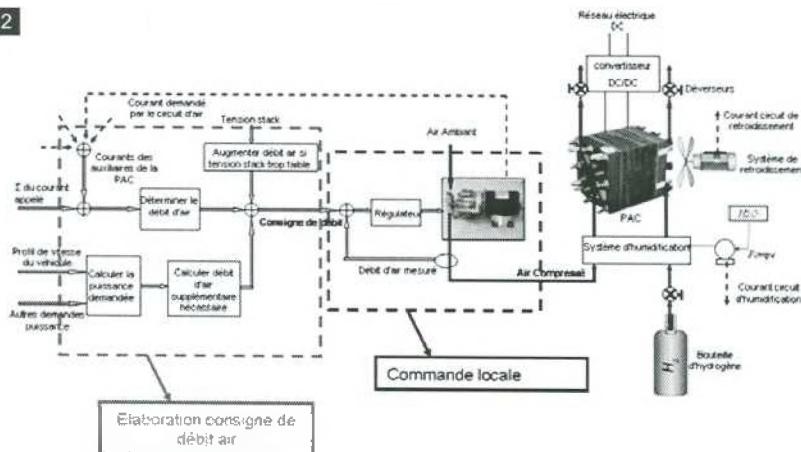 2
Réseau électrique
DC
convertisseur
DC/DC
Déverseurs
Courant circuit de
refroidissement
Système de
refroidissement
PAC
Système d'humidification
H₂O
Courant circuit
d'humidification
Bouteille
d'hydrogène
H₂
Courant demandé
par le circuit d'air
Tension stack
Air Ambiant
Courants des
auxiliaires de la
PAC
Augmenter débit air si
tension stack trop faible
Σ du courant
appelé
Déterminer le
débit d'air
Consigne de débit
Régulateur
Débit d'air mesuré
Air Compressé
Profil de vitesse
du véhicule
Calculer la
puissance
demandée
Calculer débit
d'air
supplémentaire
nécessaire
Autres demandes
puissance
Commande locale
Elaboration consigne de
débit air